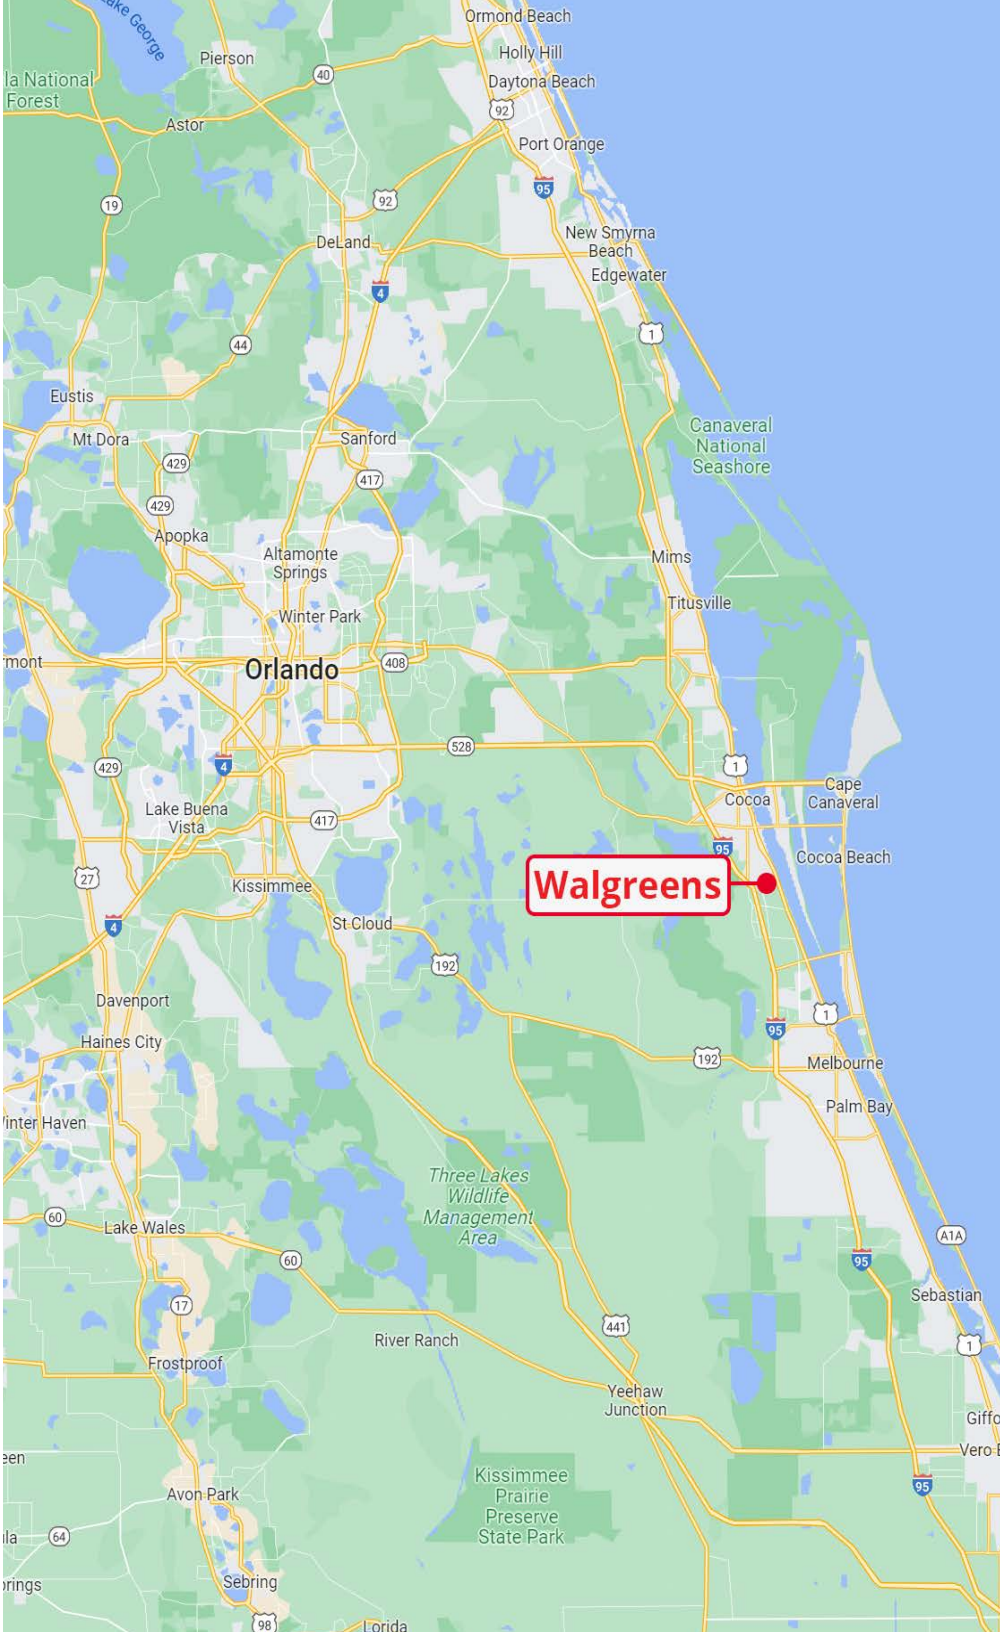 Ormond Beach
Lake George
Holly Hill
Pierson
40
Daytona Beach
la National
Forest
92
Astor
Port Orange
95
92
19
New Smyrna
Beach
DeLand
Edgewater
4
1
44
Eustis
Canaveral
National
Seashore
Mt Dora
Sanford
429
417
429
Apopka
Altamonte
Springs
Mims
Titusville
Winter Park
rmont
Orlando
408
528
4
1
429
Cape
Canaveral
Cocoa
Lake Buena
Vista
417
95
Cocoa Beach
27
Kissimmee
Walgreens
4
St Cloud
192
Davenport
1
95
Haines City
192
Melbourne
Palm Bay
Vinter Haven
Three Lakes
Wildlife
Management
Area
60
Lake Wales
A1A
60
95
Sebastian
17
441
River Ranch
1
Frostproof
Yeehaw
Junction
Giffo
Vero B
een
Kissimmee
Prairie
Preserve
State Park
95
Avon Park
64
ula
Sebring
orings
98
Lorida